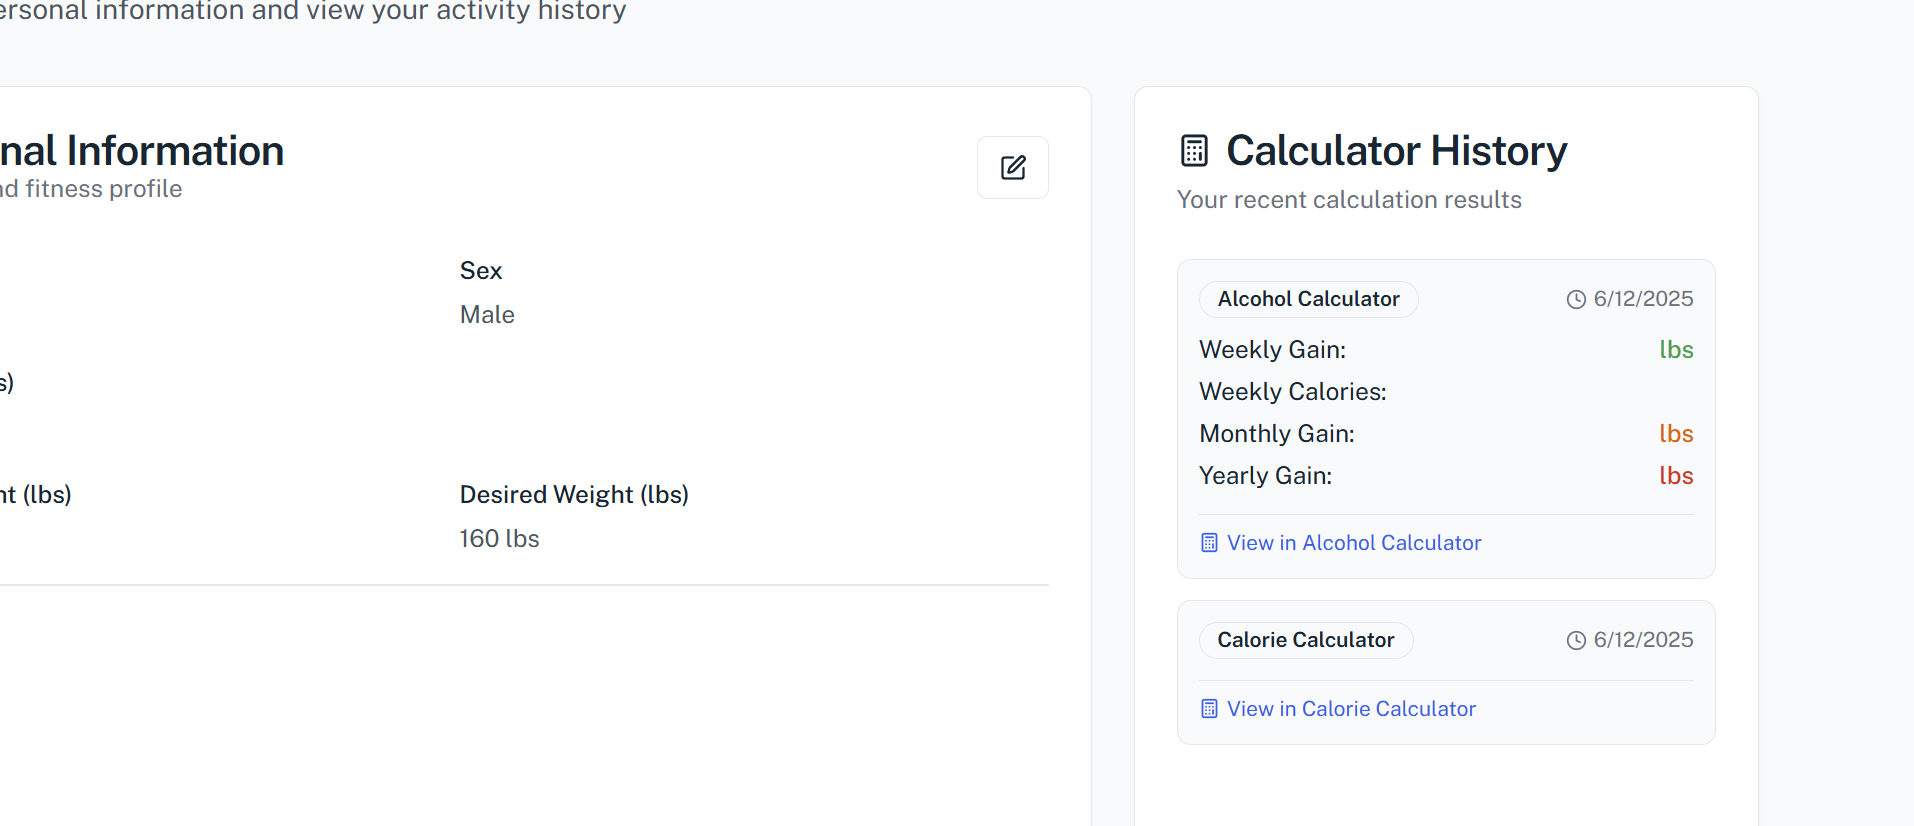 ersonal information and view your activity history
nal Information
nd fitness profile
Sex
Male
s)
nt (lbs)
Desired Weight (lbs)
160 lbs
Calculator History
Your recent calculation results
Alcohol Calculator
6/12/2025
Weekly Gain:
lbs
Weekly Calories:
Monthly Gain:
lbs
Yearly Gain:
lbs
View in Alcohol Calculator
Calorie Calculator
6/12/2025
View in Calorie Calculator